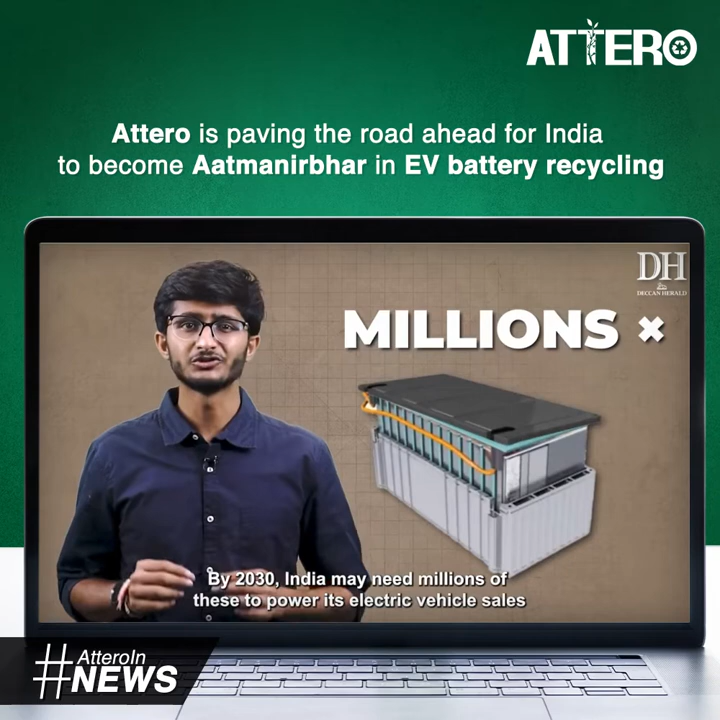 ATTERO
Attero is paving the road ahead for India
to become Aatmanirbhar in EV battery recycling
DH
DECCAN HERALD
MILLIONS ×
By 2030, India may need millions of
these to power its electric vehicle sales
#AtteroIn
NEWS